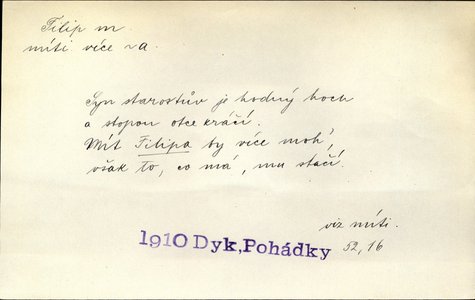 Filip m.
míti více ~a.
Syn starostův je hodný hoch
a stopou otce kráčí.
Mít Filipa by více moh',
však to, co má, mu stačí.
viz míti.
1910 Dyk, Pohádky 52, 16